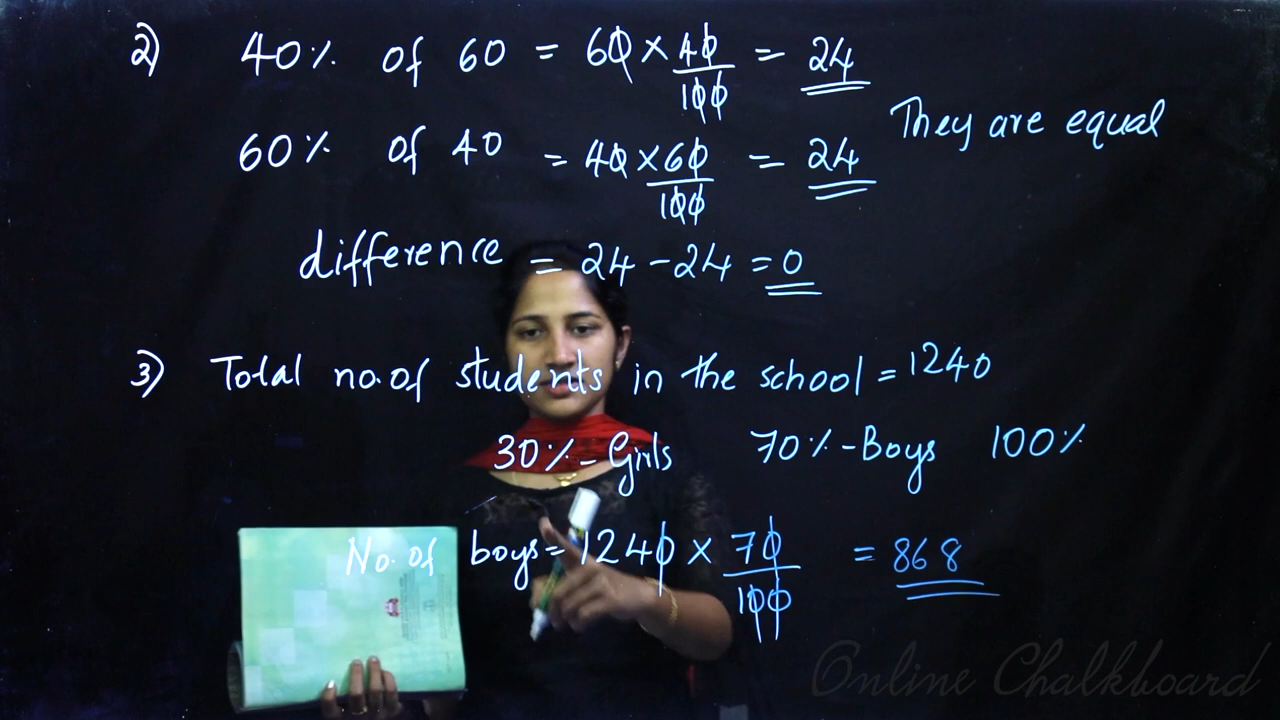 2) 40% of 60 = 60 × 40/100 = 24
They are equal
60% of 40 = 40 × 60/100 = 24
difference = 24 - 24 = 0
3) Total no. of students in the school = 1240
30% - Girls 70% - Boys 100%
No. of boys = 1240 × 70/100 = 868
Online Chalkboard